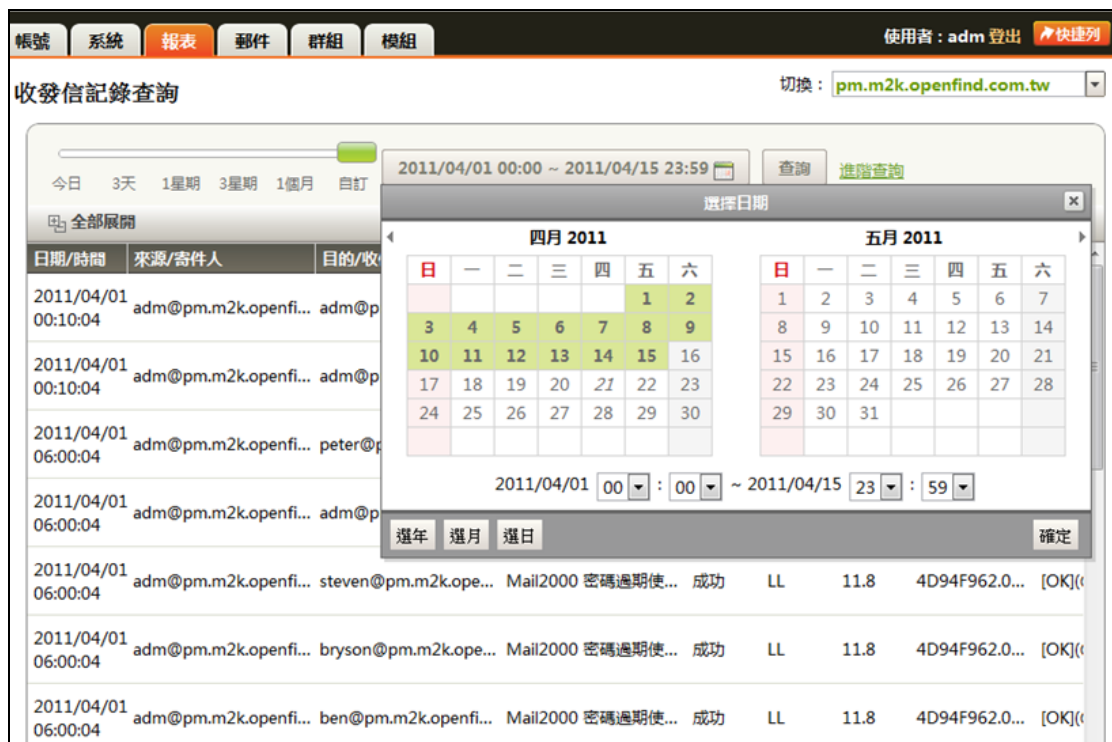 帳號 系統 報表 郵件 群組 模組 使用者：adm 登出 快捷列
收發信記錄查詢 切換： pm.m2k.openfind.com.tw
2011/04/01 00:00 ~ 2011/04/15 23:59 查詢 進階查詢
今日 3天 1星期 3星期 1個月 自訂
選擇日期
全部展開
四月 2011 五月 2011
日期/時間 來源/寄件人 目的/收
日 一 二 三 四 五 六 日 一 二 三 四 五 六
1 2 1 2 3 4 5 6 7
3 4 5 6 7 8 9 8 9 10 11 12 13 14
10 11 12 13 14 15 16 15 16 17 18 19 20 21
17 18 19 20 21 22 23 22 23 24 25 26 27 28
24 25 26 27 28 29 30 29 30 31
2011/04/01 00 : 00 ~ 2011/04/15 23 : 59
選年 選月 選日 確定
2011/04/01 00:10:04 adm@pm.m2k.openfi... adm@p
2011/04/01 00:10:04 adm@pm.m2k.openfi... adm@p
2011/04/01 06:00:04 adm@pm.m2k.openfi... peter@p
2011/04/01 06:00:04 adm@pm.m2k.openfi... adm@p
2011/04/01 06:00:04 adm@pm.m2k.openfi... steven@pm.m2k.ope... Mail2000 密碼過期使... 成功 LL 11.8 4D94F962.0... [OK](
2011/04/01 06:00:04 adm@pm.m2k.openfi... bryson@pm.m2k.ope... Mail2000 密碼過期使... 成功 LL 11.8 4D94F962.0... [OK](
2011/04/01 06:00:04 adm@pm.m2k.openfi... ben@pm.m2k.openfi... Mail2000 密碼過期使... 成功 LL 11.8 4D94F962.0... [OK](